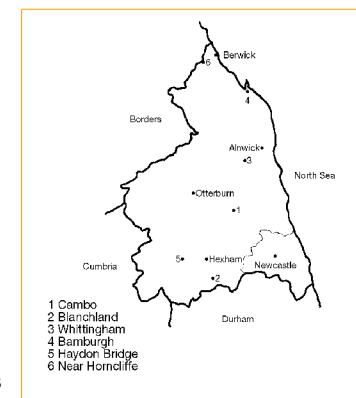 Berwick
6
4
Borders
Alnwick
3
North Sea
Otterburn
1
5
Hexham
Newcastle
Cumbria
2
Durham
1 Cambo
2 Blanchland
3 Whittingham
4 Bamburgh
5 Haydon Bridge
6 Near Horncliffe